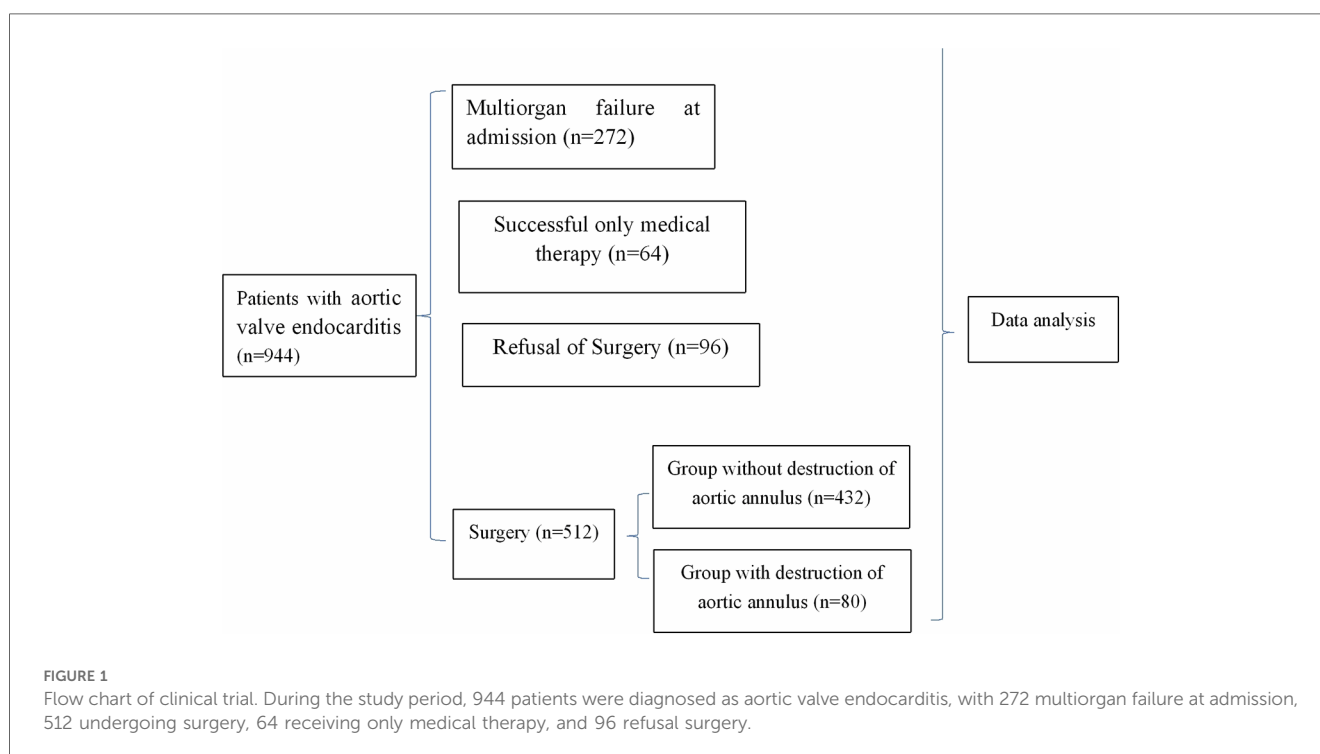 Multiorgan failure at
admission (n=272)
Successful only medical
therapy (n=64)
Patients with aortic
valve endocarditis
(n=944)
Refusal of Surgery (n=96)
Data analysis
Group without destruction of
aortic annulus (n=432)
Surgery (n=512)
Group with destruction of
aortic annulus (n=80)
FIGURE 1
Flow chart of clinical trial. During the study period, 944 patients were diagnosed as aortic valve endocarditis, with 272 multiorgan failure at admission,
512 undergoing surgery, 64 receiving only medical therapy, and 96 refusal surgery.